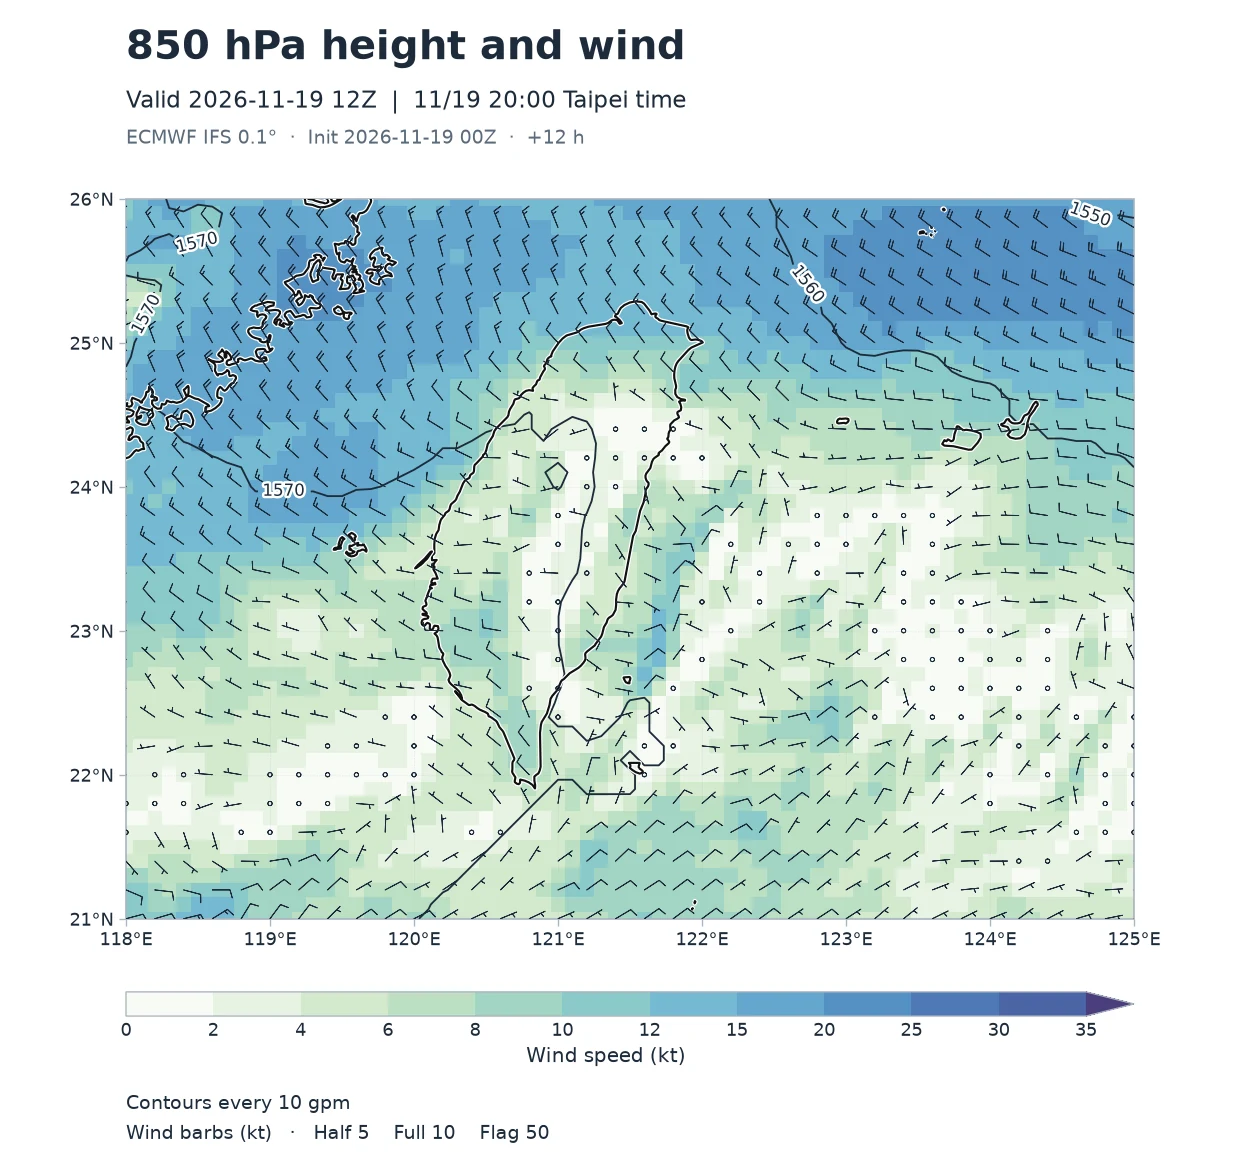 850 hPa height and wind
Valid 2026-11-19 12Z | 11/19 20:00 Taipei time
ECMWF IFS 0.1° · Init 2026-11-19 00Z · +12 h
26°N
1550
1570
1560
1570
25°N
1570
24°N
23°N
22°N
21°N
118°E 119°E 120°E 121°E 122°E 123°E 124°E 125°E
0 2 4 6 8 10 12 15 20 25 30 35
Wind speed (kt)
Contours every 10 gpm
Wind barbs (kt) · Half 5 Full 10 Flag 50